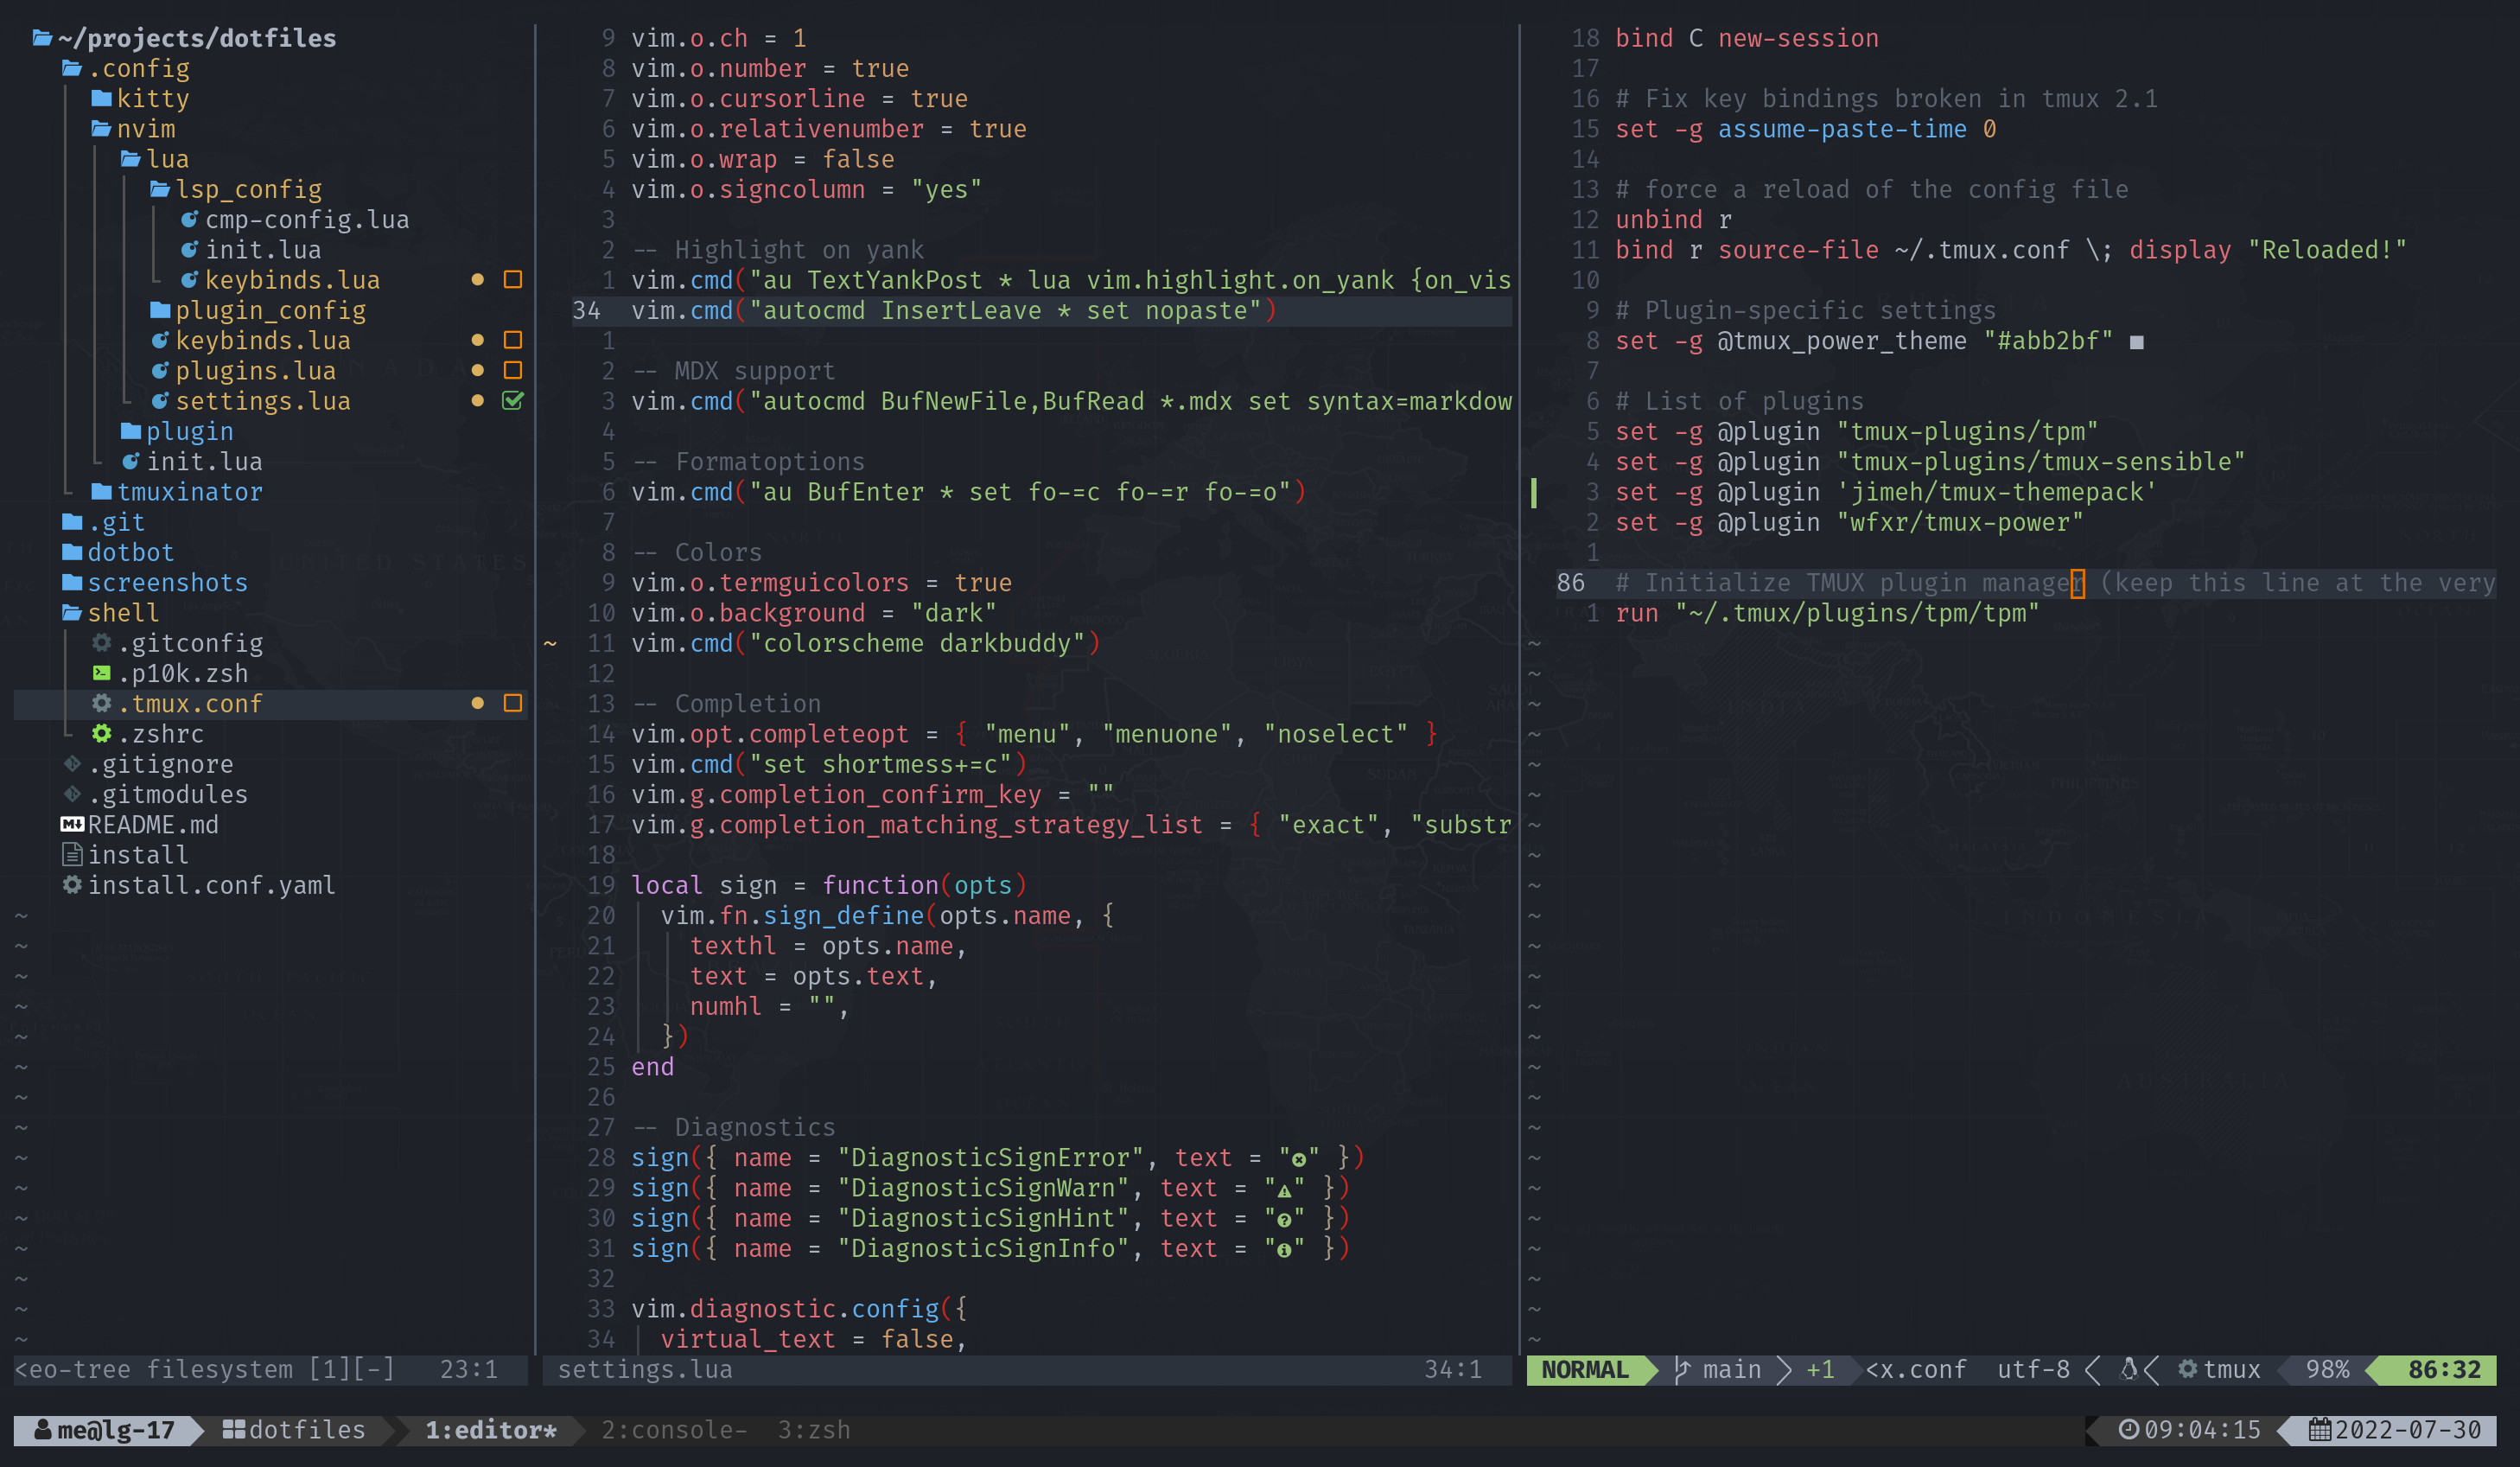 ~/projects/dotfiles
.config
kitty
nvim
lua
lsp_config
cmp-config.lua
init.lua
keybinds.lua
plugin_config
keybinds.lua
plugins.lua
settings.lua
plugin
init.lua
tmuxinator
.git
dotbot
screenshots
shell
.gitconfig
.p10k.zsh
.tmux.conf
.zshrc
.gitignore
.gitmodules
README.md
install
install.conf.yaml
<eo-tree filesystem [1][-] 23:1
9 vim.o.ch = 1
8 vim.o.number = true
7 vim.o.cursorline = true
6 vim.o.relativenumber = true
5 vim.o.wrap = false
4 vim.o.signcolumn = "yes"
3
2 -- Highlight on yank
1 vim.cmd("au TextYankPost * lua vim.highlight.on_yank {on_vis
34 vim.cmd("autocmd InsertLeave * set nopaste")
1
2 -- MDX support
3 vim.cmd("autocmd BufNewFile,BufRead *.mdx set syntax=markdow
4
5 -- Formatoptions
6 vim.cmd("au BufEnter * set fo-=c fo-=r fo-=o")
7
8 -- Colors
9 vim.o.termguicolors = true
10 vim.o.background = "dark"
~ 11 vim.cmd("colorscheme darkbuddy")
12
13 -- Completion
14 vim.opt.completeopt = { "menu", "menuone", "noselect" }
15 vim.cmd("set shortmess+=c")
16 vim.g.completion_confirm_key = ""
17 vim.g.completion_matching_strategy_list = { "exact", "substr
18
19 local sign = function(opts)
20 vim.fn.sign_define(opts.name, {
21 texthl = opts.name,
22 text = opts.text,
23 numhl = "",
24 })
25 end
26
27 -- Diagnostics
28 sign({ name = "DiagnosticSignError", text = "" })
29 sign({ name = "DiagnosticSignWarn", text = "" })
30 sign({ name = "DiagnosticSignHint", text = "" })
31 sign({ name = "DiagnosticSignInfo", text = "" })
32
33 vim.diagnostic.config({
34 virtual_text = false,
settings.lua 34:1
18 bind C new-session
17
16 # Fix key bindings broken in tmux 2.1
15 set -g assume-paste-time 0
14
13 # force a reload of the config file
12 unbind r
11 bind r source-file ~/.tmux.conf \; display "Reloaded!"
10
9 # Plugin-specific settings
8 set -g @tmux_power_theme "#abb2bf" ■
7
6 # List of plugins
5 set -g @plugin "tmux-plugins/tpm"
4 set -g @plugin "tmux-plugins/tmux-sensible"
3 set -g @plugin 'jimeh/tmux-themepack'
2 set -g @plugin "wfxr/tmux-power"
1
86 # Initialize TMUX plugin manager (keep this line at the very
1 run "~/.tmux/plugins/tpm/tpm"
NORMAL main +1 <x.conf utf-8 tmux 98% 86:32
me@lg-17 dotfiles 1:editor* 2:console- 3:zsh 09:04:15 2022-07-30